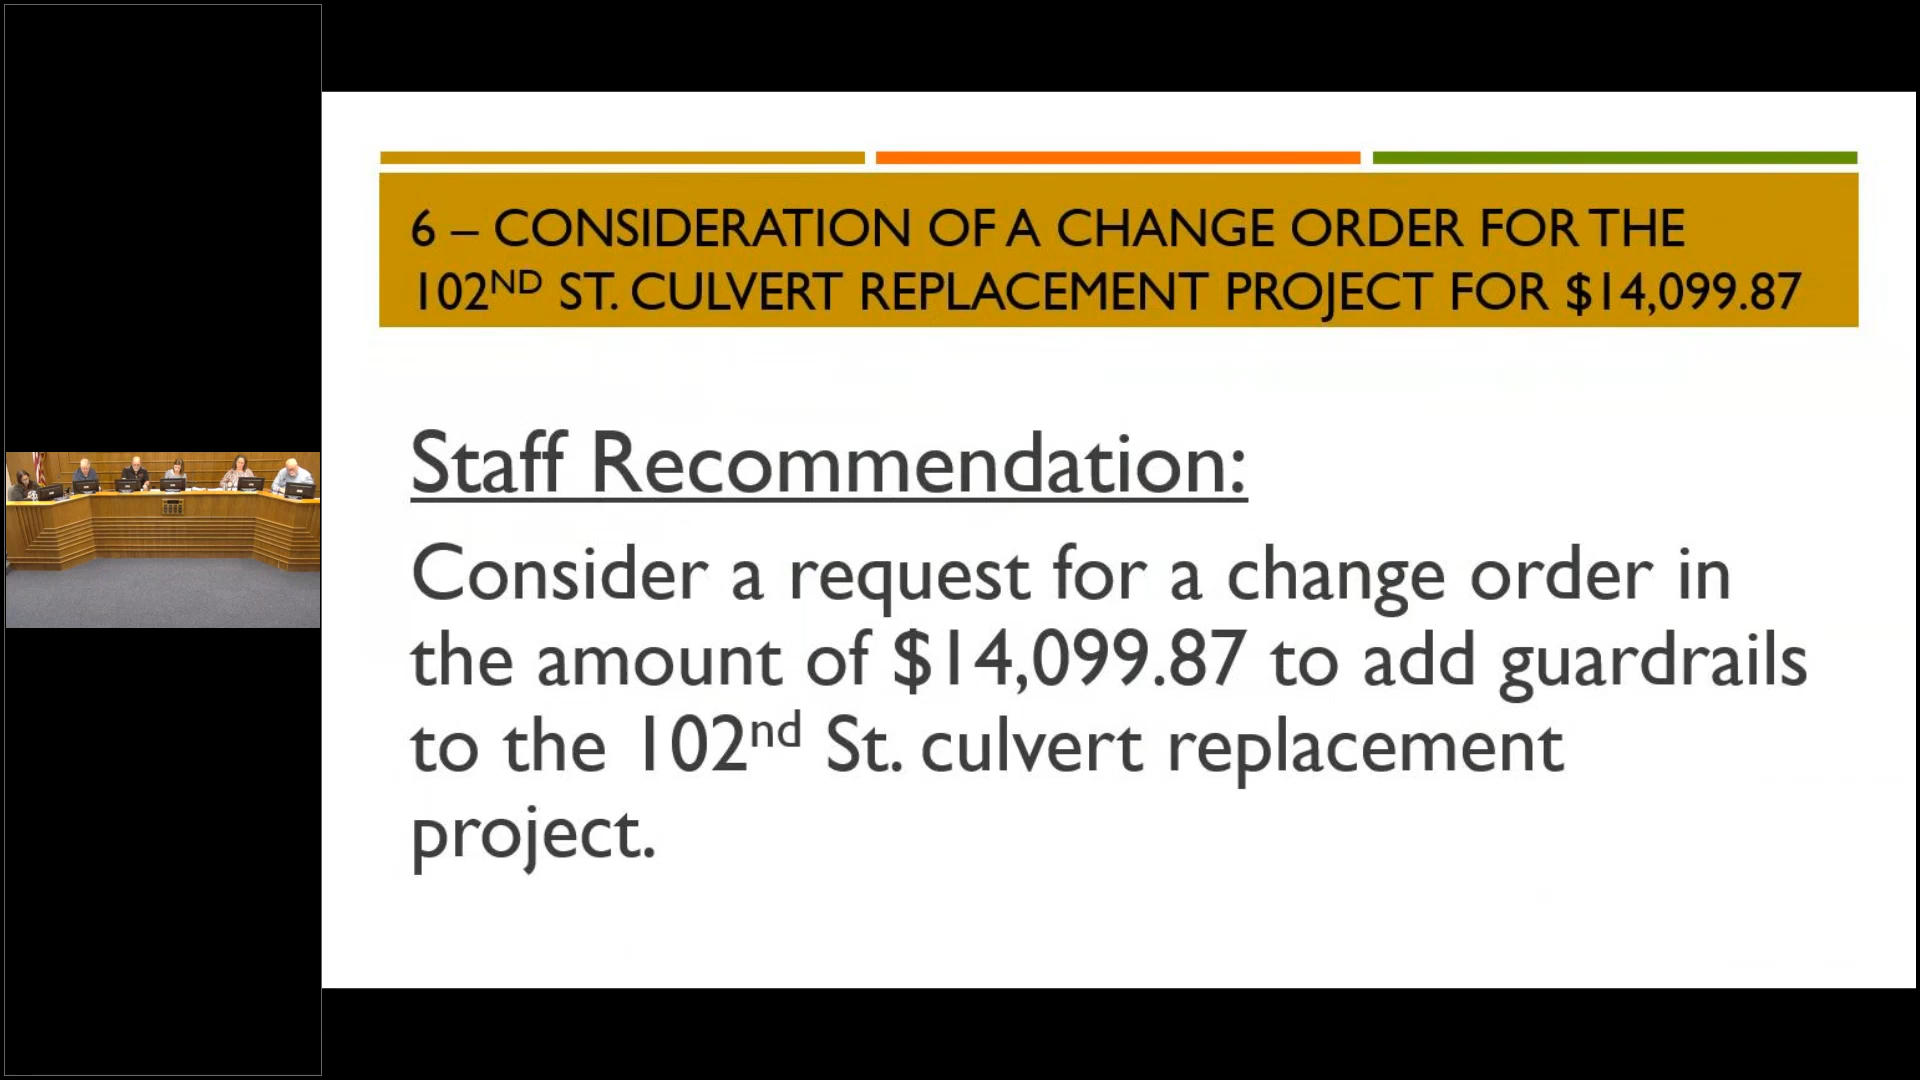 6 – CONSIDERATION OF A CHANGE ORDER FOR THE
102ND ST. CULVERT REPLACEMENT PROJECT FOR $14,099.87
Staff Recommendation:
Consider a request for a change order in
the amount of $14,099.87 to add guardrails
to the 102nd St. culvert replacement
project.